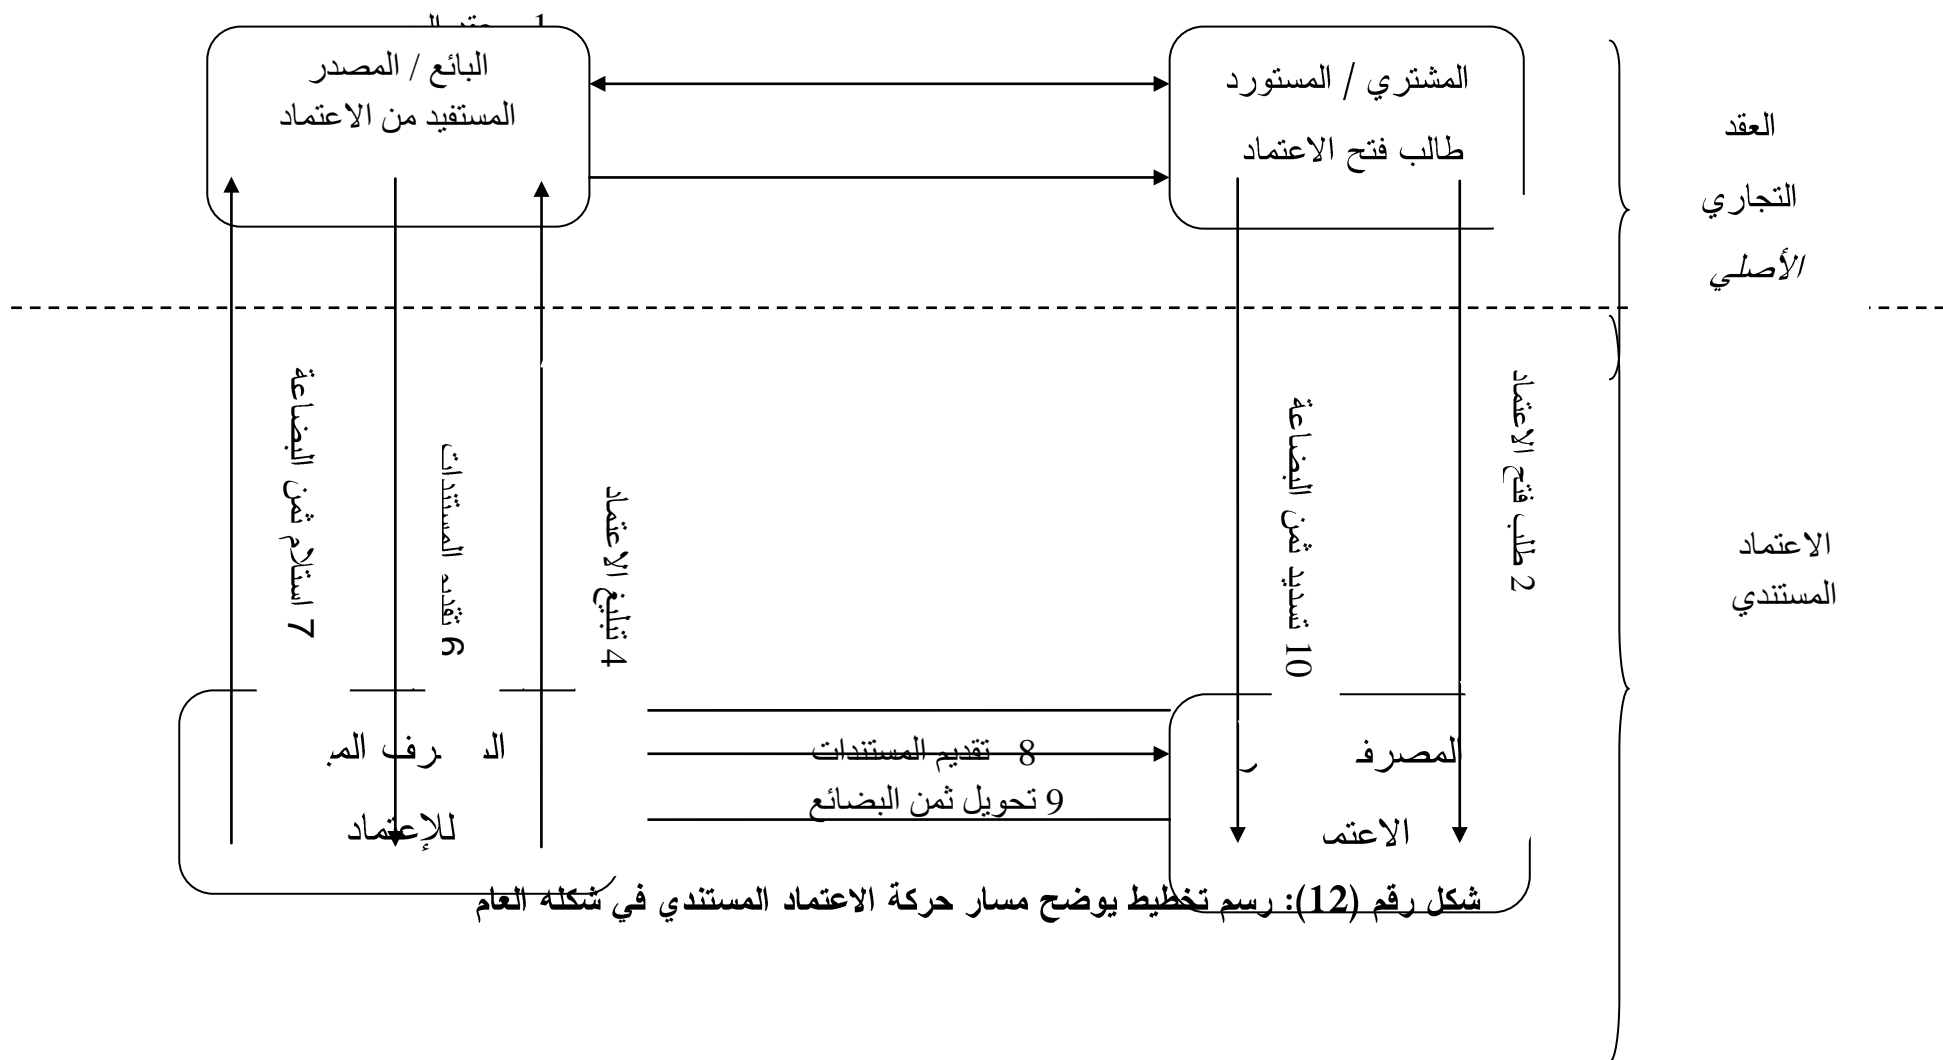 المشتري / المستورد
طالب فتح الاعتماد
البائع / المصدر
المستفيد من الاعتماد
العقد
التجاري
الأصلي
2 طلب فتح الاعتماد
10 تسديد ثمن البضاعة
4 تبليغ الاعتماد
6 تقديم المستندات
7 استلام ثمن البضاعة
الاعتماد
المستندي
8 تقديم المستندات
9 تحويل ثمن البضائع
للإعتماد
شكل رقم (12): رسم تخطيط يوضح مسار حركة الاعتماد المستندي في شكله العام